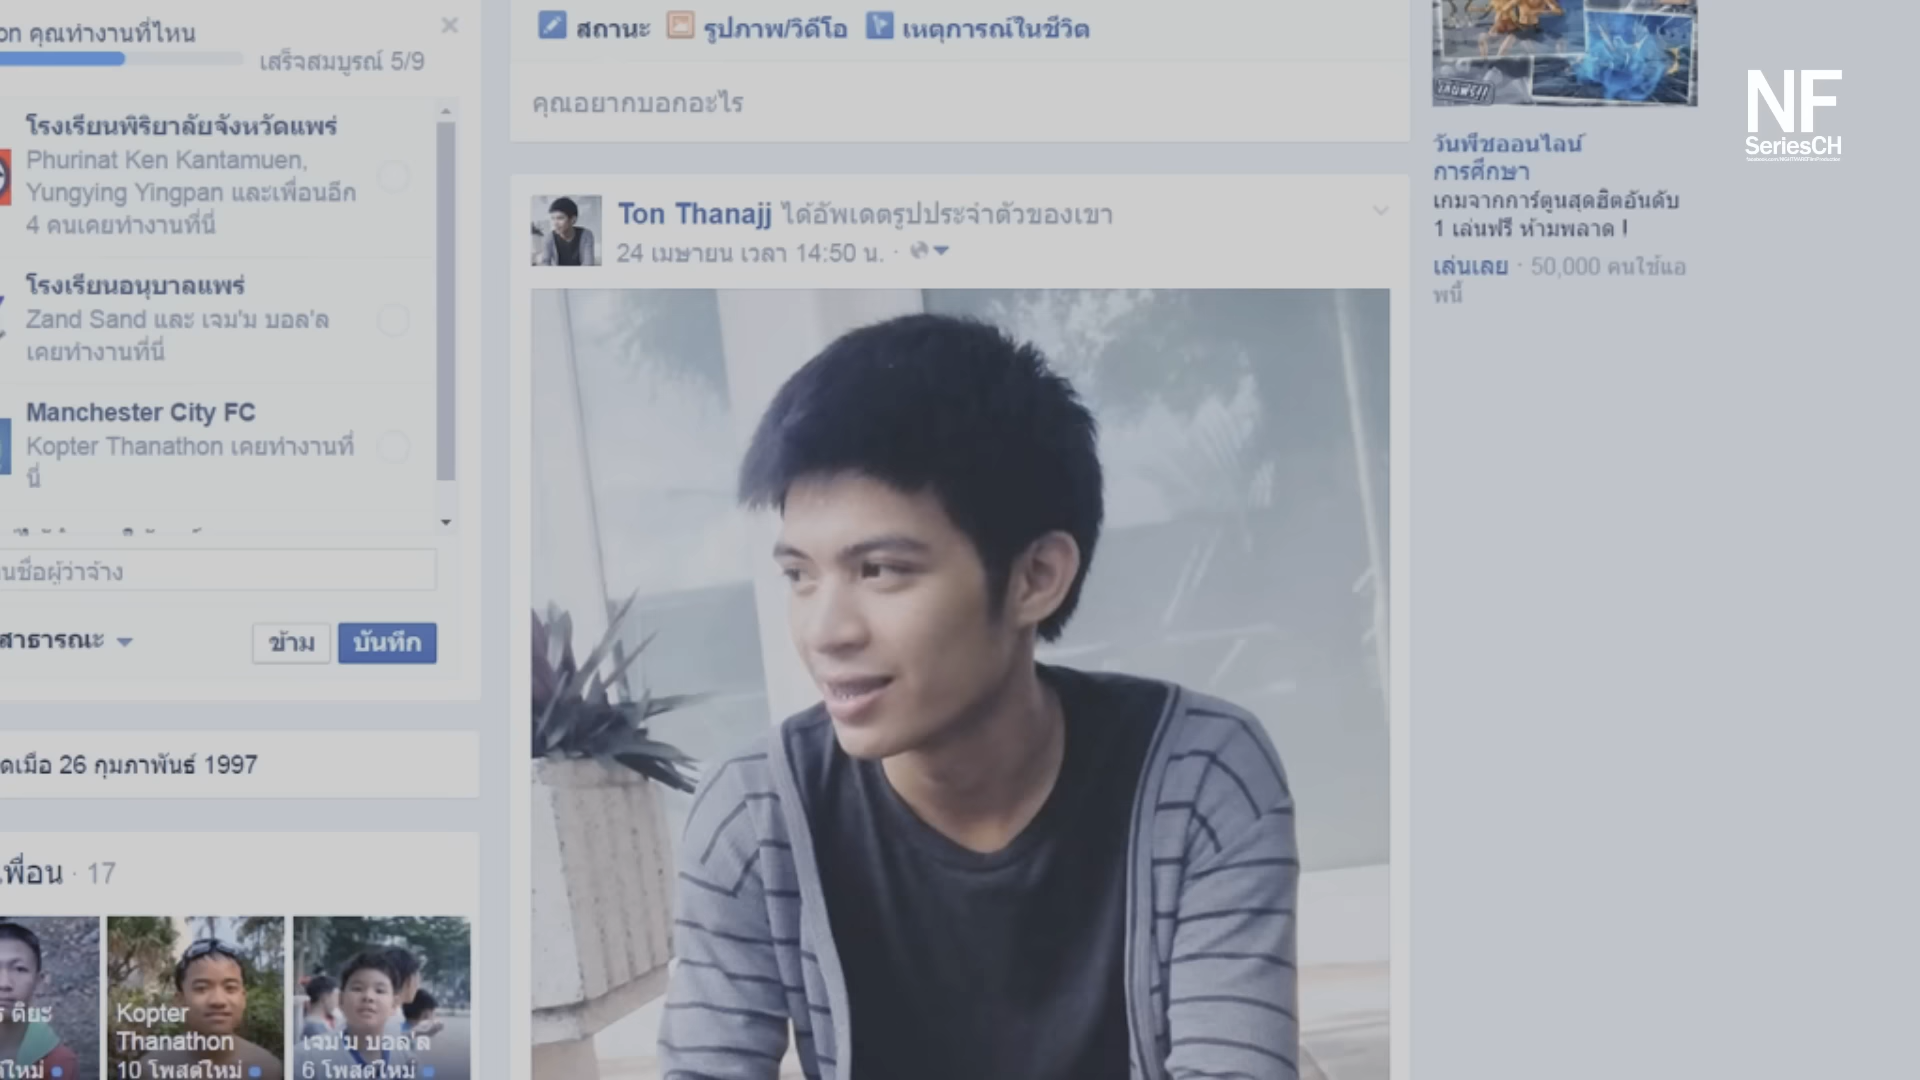 on คุณทำงานที่ไหน
เสร็จสมบูรณ์ 5/9
โรงเรียนพิริยาลัยจังหวัดแพร่
Phurinat Ken Kantamuen,
Yungying Yingpan และเพื่อนอีก
4 คนเคยทำงานที่นี่
โรงเรียนอนุบาลแพร่
Zand Sand และ เจม'ม บอล'ล
เคยทำงานที่นี่
Manchester City FC
Kopter Thanathon เคยทำงานที่
นี่
นชื่อผู้ว่าจ้าง
สาธารณะ
ข้าม
บันทึก
ดเมื่อ 26 กุมภาพันธ์ 1997
เพื่อน · 17
ติยะ
Kopter
Thanathon
10 โพสต์ใหม่
เจม'ม บอล'ล
6 โพสต์ใหม่
สถานะ รูปภาพ/วิดีโอ เหตุการณ์ในชีวิต
คุณอยากบอกอะไร
Ton Thanajj ได้อัพเดตรูปประจำตัวของเขา
24 เมษายน เวลา 14:50 น. ·
วันพีชออนไลน์
การศึกษา
เกมจากการ์ตูนสุดฮิตอันดับ
1 เล่นฟรี ห้ามพลาด !
เล่นเลย · 50,000 คนใช้แอ
พนี้
NF
SeriesCH